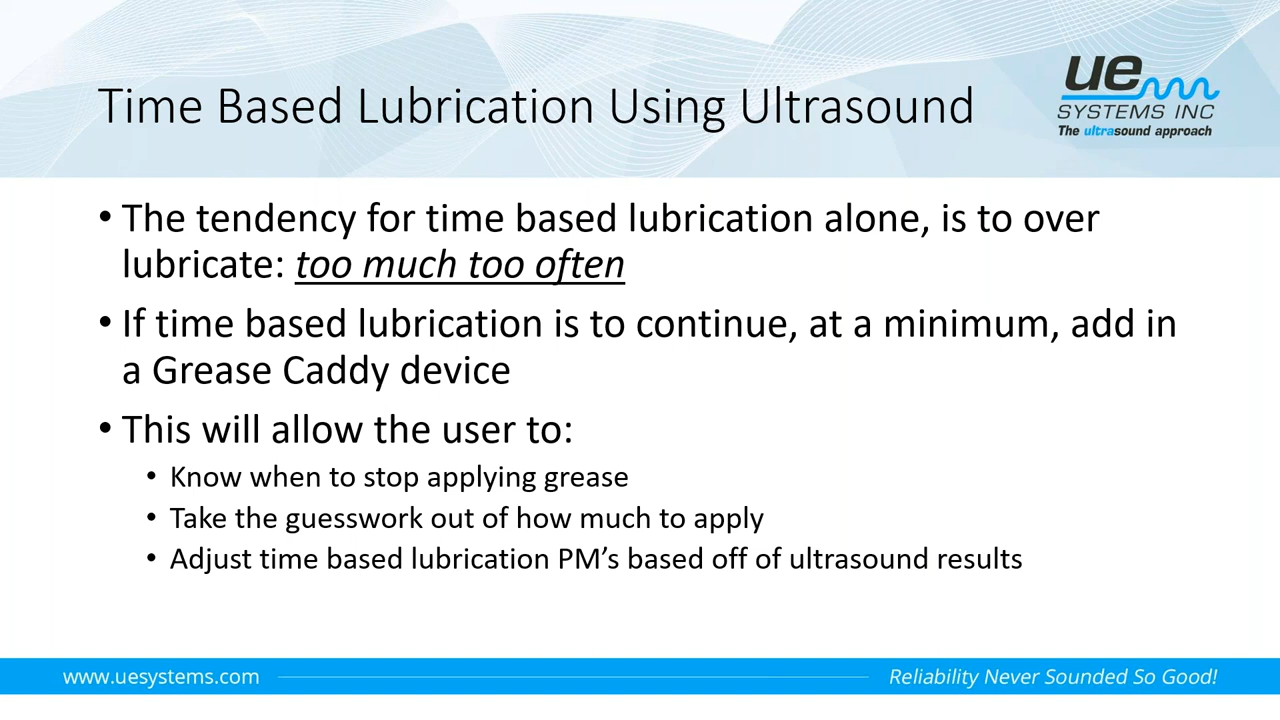 Time Based Lubrication Using Ultrasound
ue
SYSTEMS INC
The ultrasound approach
• The tendency for time based lubrication alone, is to over
lubricate: too much too often
• If time based lubrication is to continue, at a minimum, add in
a Grease Caddy device
• This will allow the user to:
• Know when to stop applying grease
• Take the guesswork out of how much to apply
• Adjust time based lubrication PM’s based off of ultrasound results
www.uesystems.com
Reliability Never Sounded So Good!